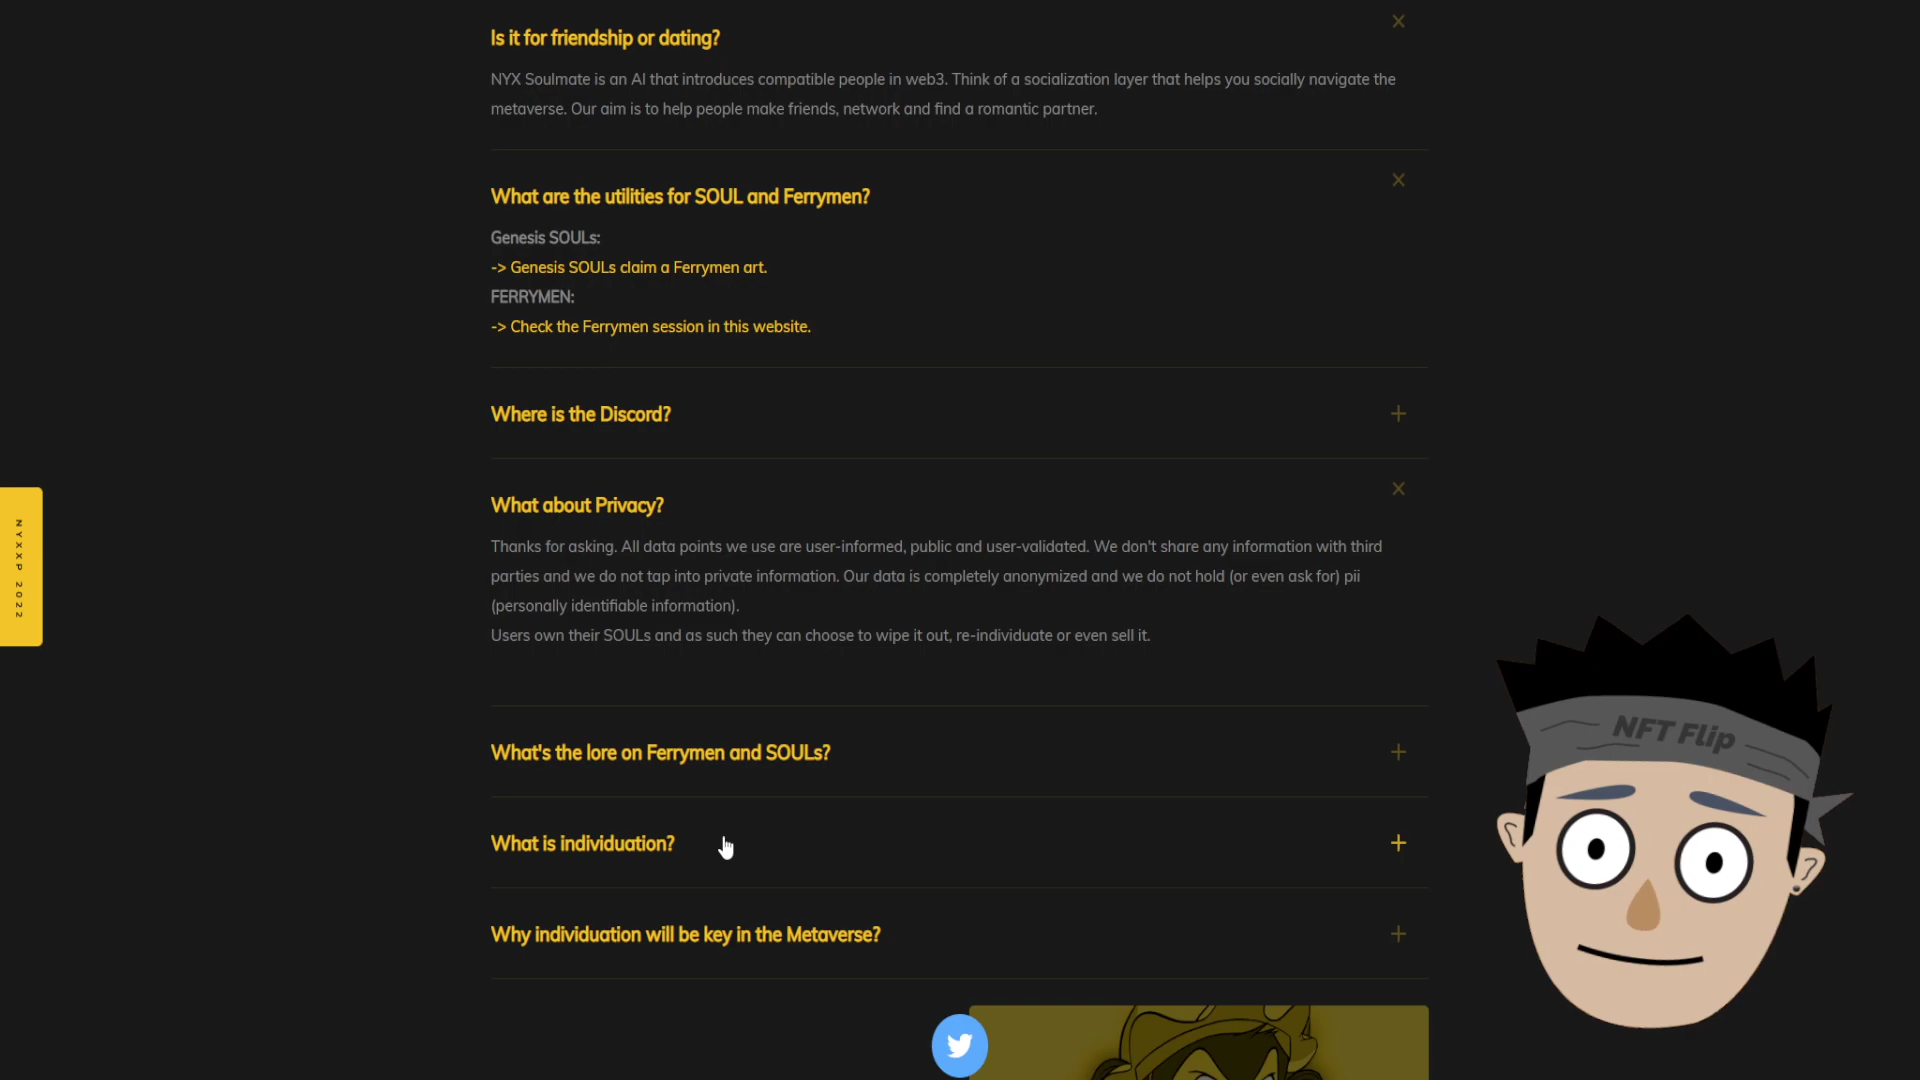 Is it for friendship or dating?
NYX Soulmate is an AI that introduces compatible people in web3. Think of a socialization layer that helps you socially navigate the
metaverse. Our aim is to help people make friends, network and find a romantic partner.
What are the utilities for SOUL and Ferrymen?
Genesis SOULs:
-> Genesis SOULs claim a Ferrymen art.
FERRYMEN:
-> Check the Ferrymen session in this website.
Where is the Discord?
What about Privacy?
Thanks for asking. All data points we use are user-informed, public and user-validated. We don't share any information with third
parties and we do not tap into private information. Our data is completely anonymized and we do not hold (or even ask for) pii
(personally identifiable information).
Users own their SOULs and as such they can choose to wipe it out, re-individuate or even sell it.
What's the lore on Ferrymen and SOULs?
What is individuation?
Why individuation will be key in the Metaverse?
NYXXP 2022
NFT Flip